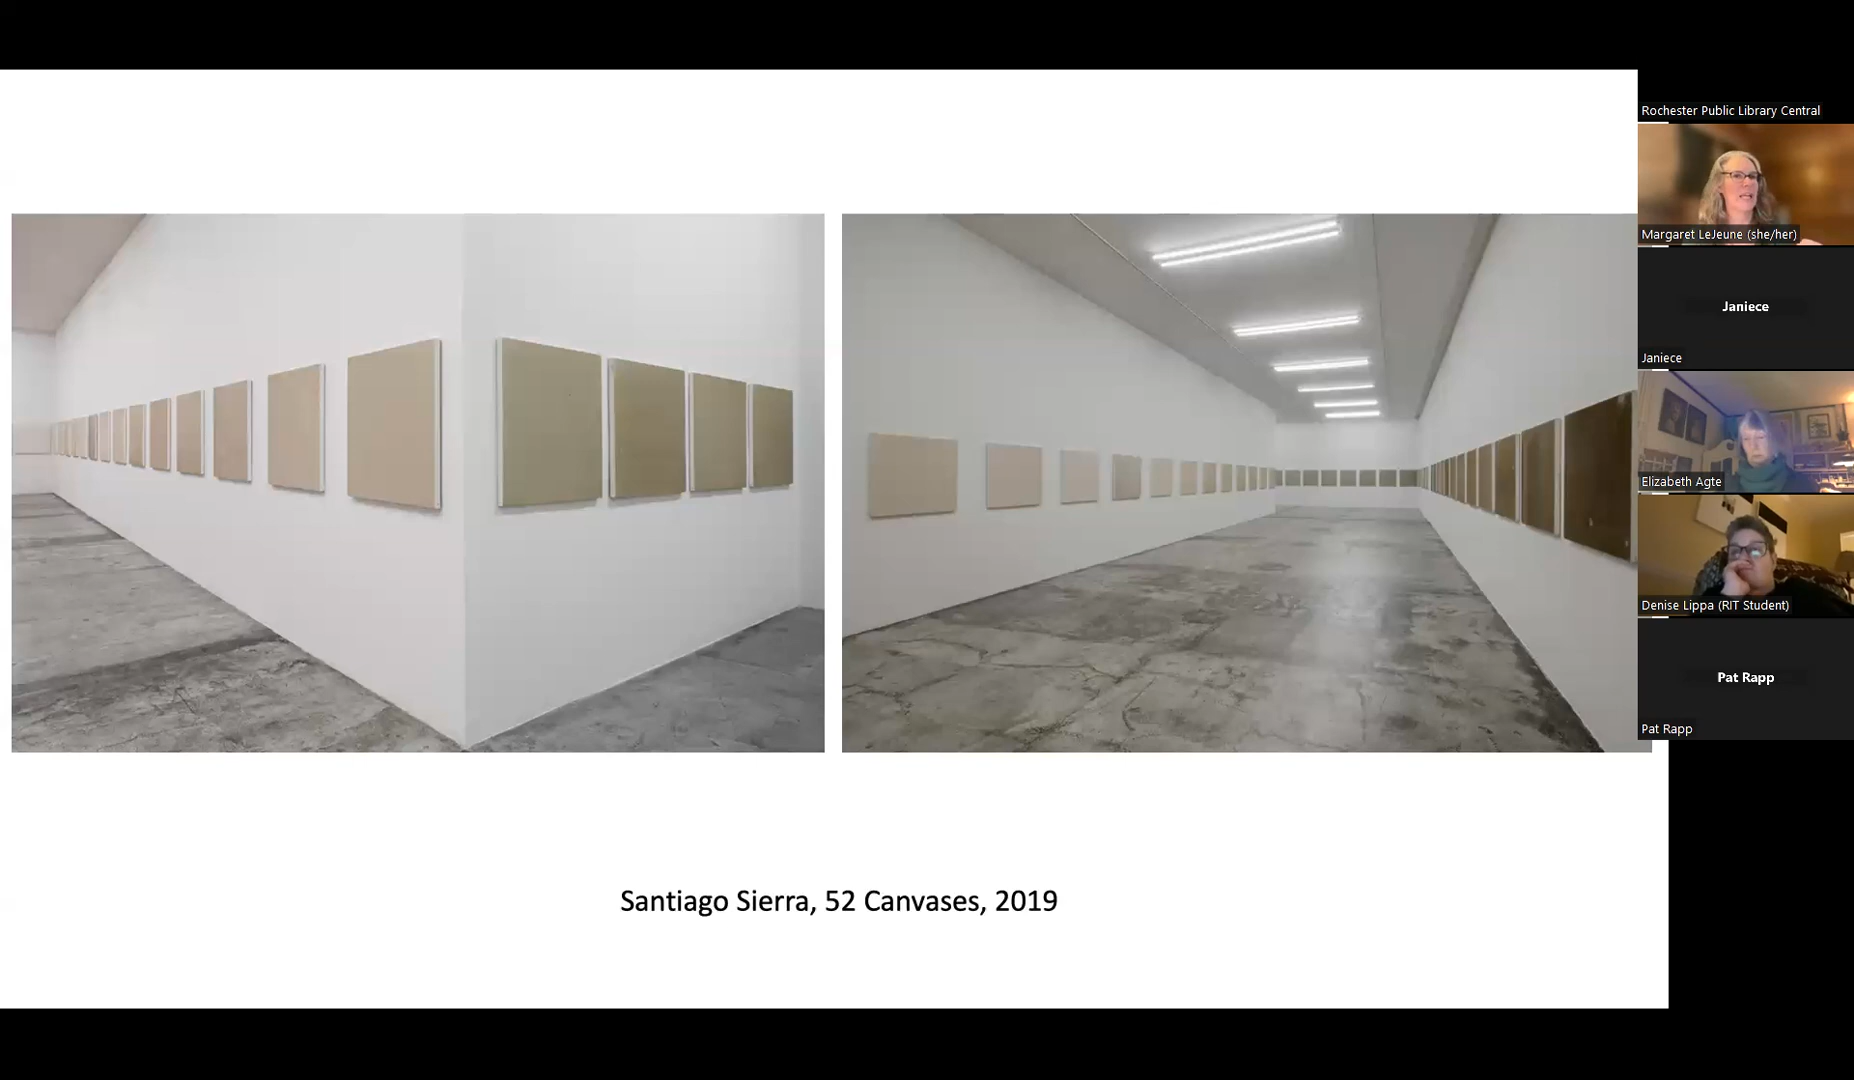 Rochester Public Library Central
Margaret LeJeune (she/her)
Janiece
Janiece
Elizabeth Agte
Denise Lippa (RIT Student)
Pat Rapp
Pat Rapp
Santiago Sierra, 52 Canvases, 2019